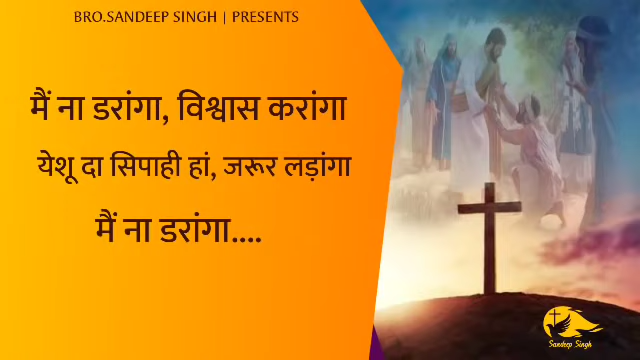 BRO.SANDEEP SINGH | PRESENTS
मैं ना डरांगा, विश्वास करांगा
येशू दा सिपाही हां, जरूर लड़ांगा
मैं ना डरांगा....
Sandeep Singh